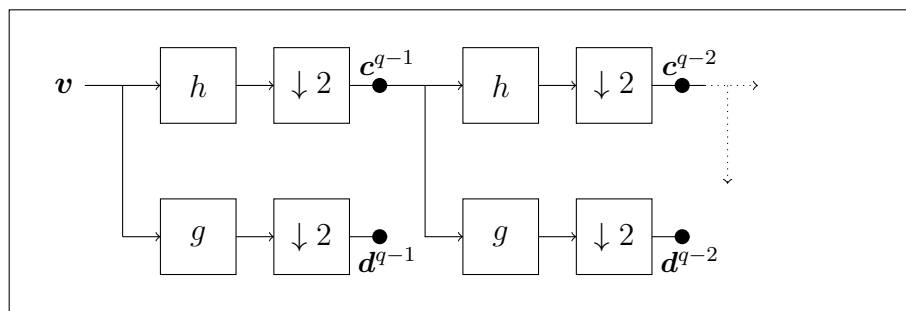 c^{q-1} c^{q-2}
v h ↓ 2 h ↓ 2
g ↓ 2 g ↓ 2
d^{q-1} d^{q-2}